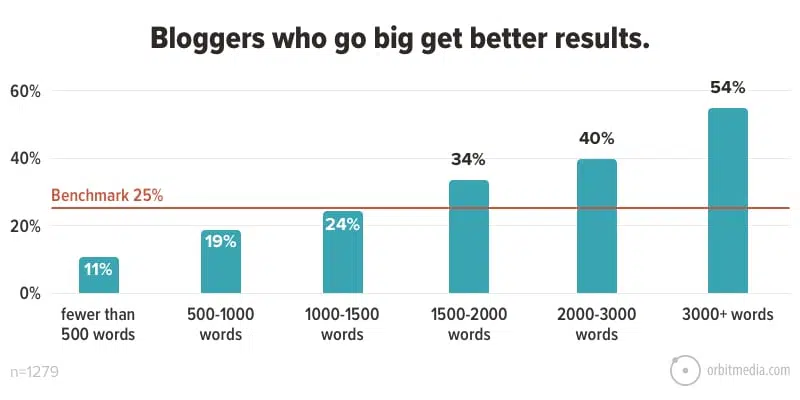 Bloggers who go big get better results.
60%
40%
20%
0%
Benchmark 25%
11%
19%
24%
34%
40%
54%
fewer than
500 words
500-1000
words
1000-1500
words
1500-2000
words
2000-3000
words
3000+ words
n=1279
orbitmedia.com